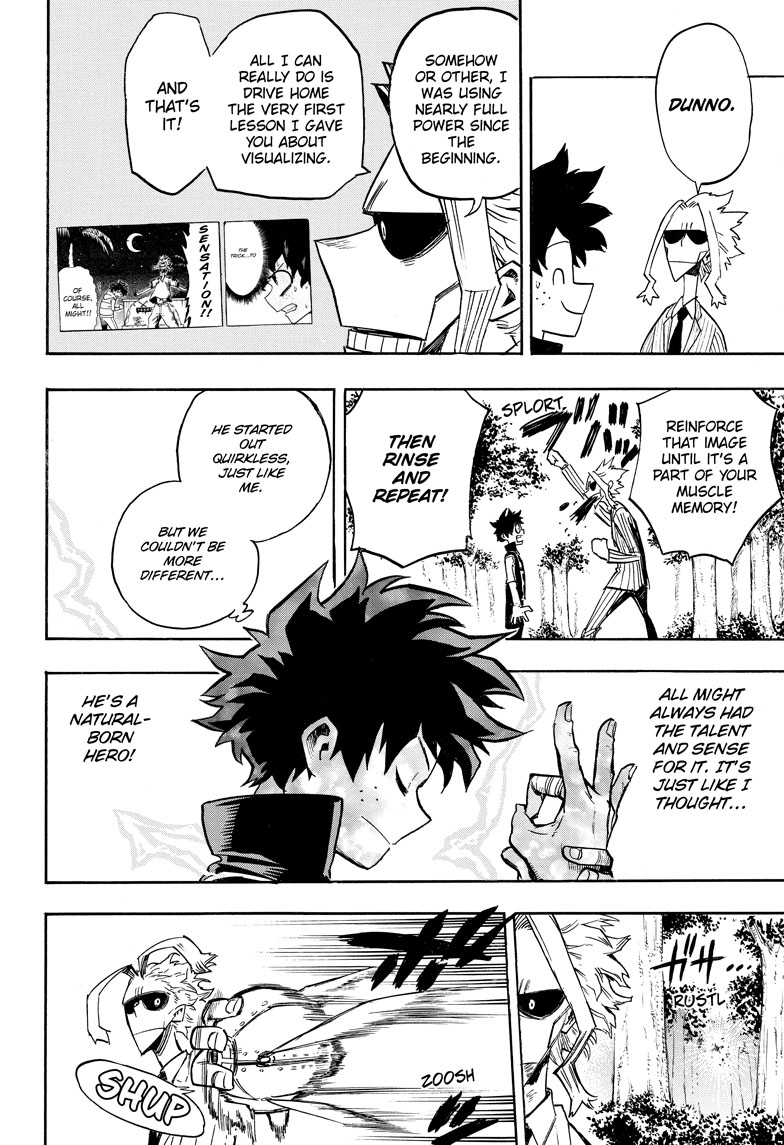 DUNNO.
SOMEHOW
OR OTHER, I
WAS USING
NEARLY FULL
POWER SINCE
THE
BEGINNING.
ALL I CAN
REALLY DO IS
DRIVE HOME
THE VERY FIRST
LESSON I GAVE
YOU ABOUT
VISUALIZING.
AND
THAT'S
IT!
THE
TRICK...TO
SENSATION!!
OF
COURSE,
ALL
MIGHT!!
REINFORCE
THAT IMAGE
UNTIL IT'S A
PART OF YOUR
MUSCLE
MEMORY!
SPLORT
THEN
RINSE
AND
REPEAT!
HE STARTED
OUT
QUIRKLESS,
JUST LIKE
ME.
BUT WE
COULDN'T BE
MORE
DIFFERENT...
ALL MIGHT
ALWAYS HAD
THE TALENT
AND SENSE
FOR IT. IT'S
JUST LIKE I
THOUGHT...
HE'S A
NATURAL-
BORN
HERO!
ガサ...
RUSTL
ZOOSH
SHUP